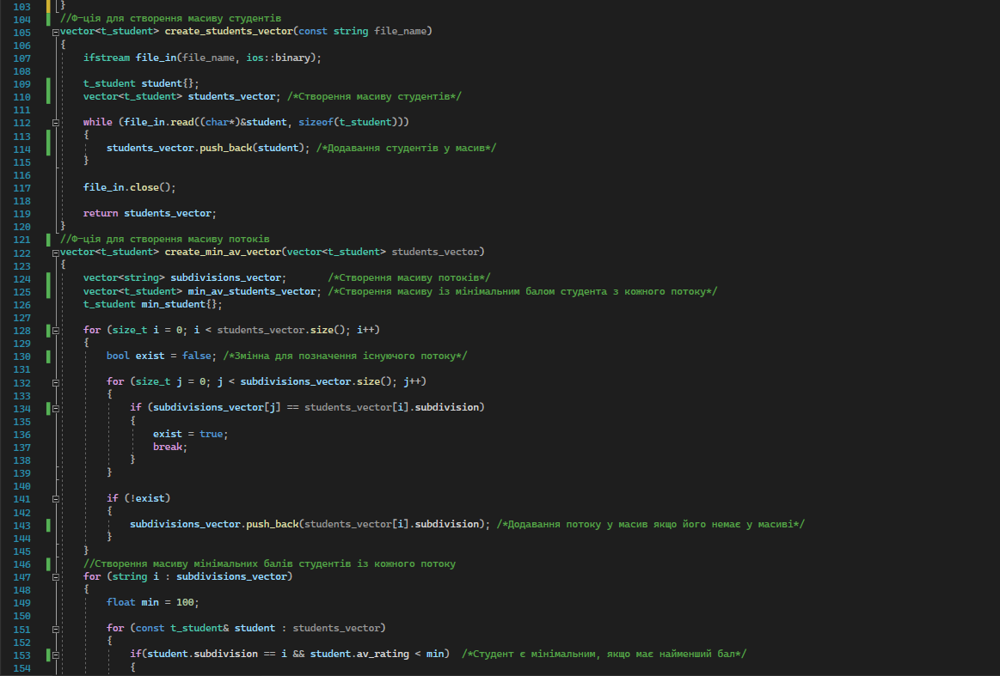 103 }
104 //Ф-ція для створення масиву студентів
105 vector<t_student> create_students_vector(const string file_name)
106 {
107     ifstream file_in(file_name, ios::binary);
108
109     t_student student{};
110     vector<t_student> students_vector; /*Створення масиву студентів*/
111
112     while (file_in.read((char*)&student, sizeof(t_student)))
113     {
114         students_vector.push_back(student); /*Додавання студентів у масив*/
115     }
116
117     file_in.close();
118
119     return students_vector;
120 }
121 //Ф-ція для створення масиву потоків
122 vector<t_student> create_min_av_vector(vector<t_student> students_vector)
123 {
124     vector<string> subdivisions_vector;       /*Створення масиву потоків*/
125     vector<t_student> min_av_students_vector; /*Створення масиву із мінімальним балом студента з кожного потоку*/
126     t_student min_student{};
127
128     for (size_t i = 0; i < students_vector.size(); i++)
129     {
130         bool exist = false; /*Змінна для позначення існуючого потоку*/
131
132         for (size_t j = 0; j < subdivisions_vector.size(); j++)
133         {
134             if (subdivisions_vector[j] == students_vector[i].subdivision)
135             {
136                 exist = true;
137                 break;
138             }
139         }
140
141         if (!exist)
142         {
143             subdivisions_vector.push_back(students_vector[i].subdivision); /*Додавання потоку у масив якщо його немає у масиві*/
144         }
145     }
146     //Створення масиву мінімальних балів студентів із кожного потоку
147     for (string i : subdivisions_vector)
148     {
149         float min = 100;
150
151         for (const t_student& student : students_vector)
152         {
153             if(student.subdivision == i && student.av_rating < min)  /*Студент є мінімальним, якщо має найменший бал*/
154             {